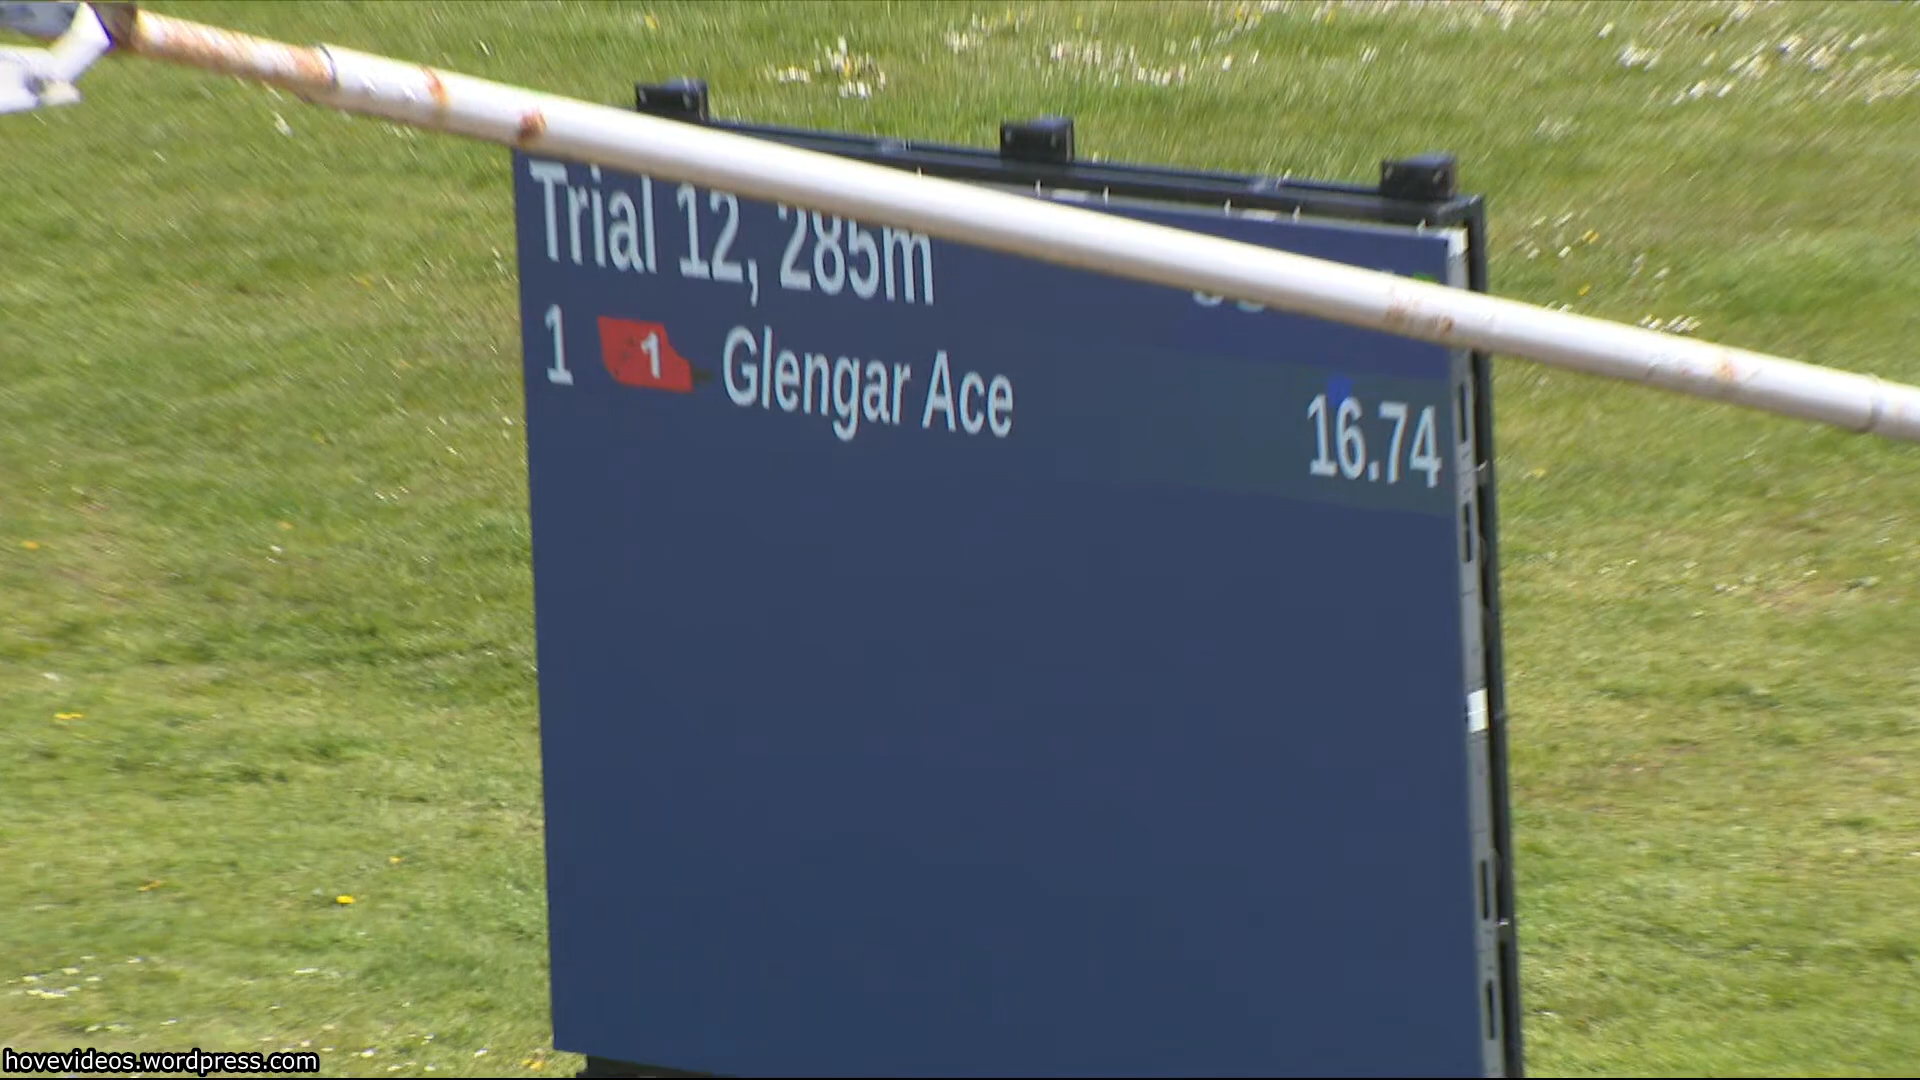 Trial 12, 285m
1 1 Glengar Ace 16.74
hovevideos.wordpress.com